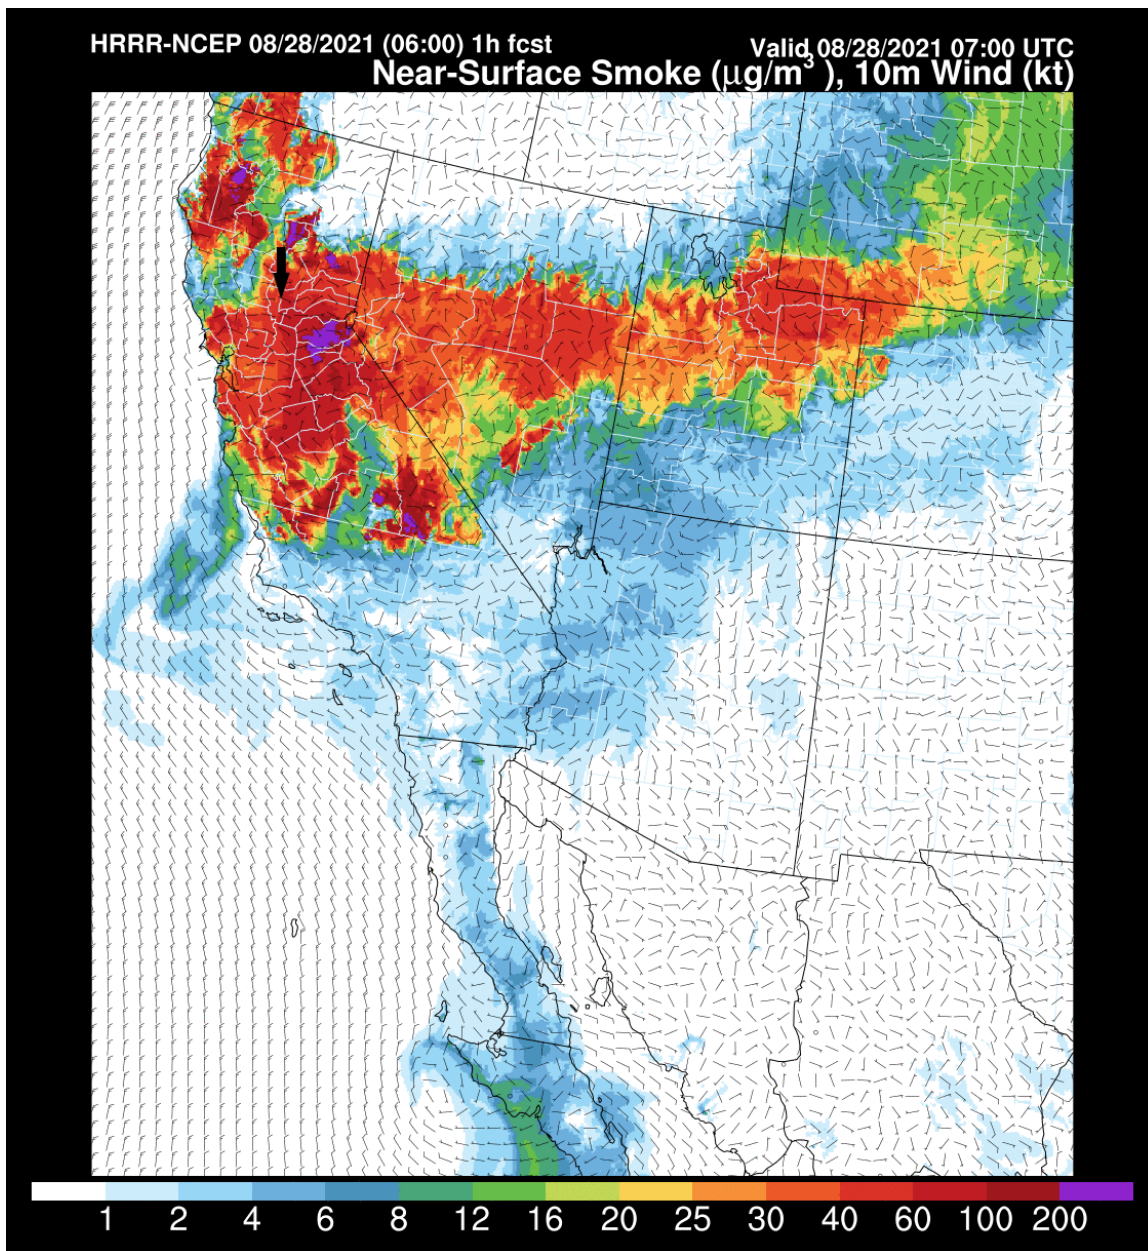 HRRR-NCEP 08/28/2021 (06:00) 1h fcst
Valid 08/28/2021 07:00 UTC
Near-Surface Smoke (μg/m³), 10m Wind (kt)
1 2 4 6 8 12 16 20 25 30 40 60 100 200